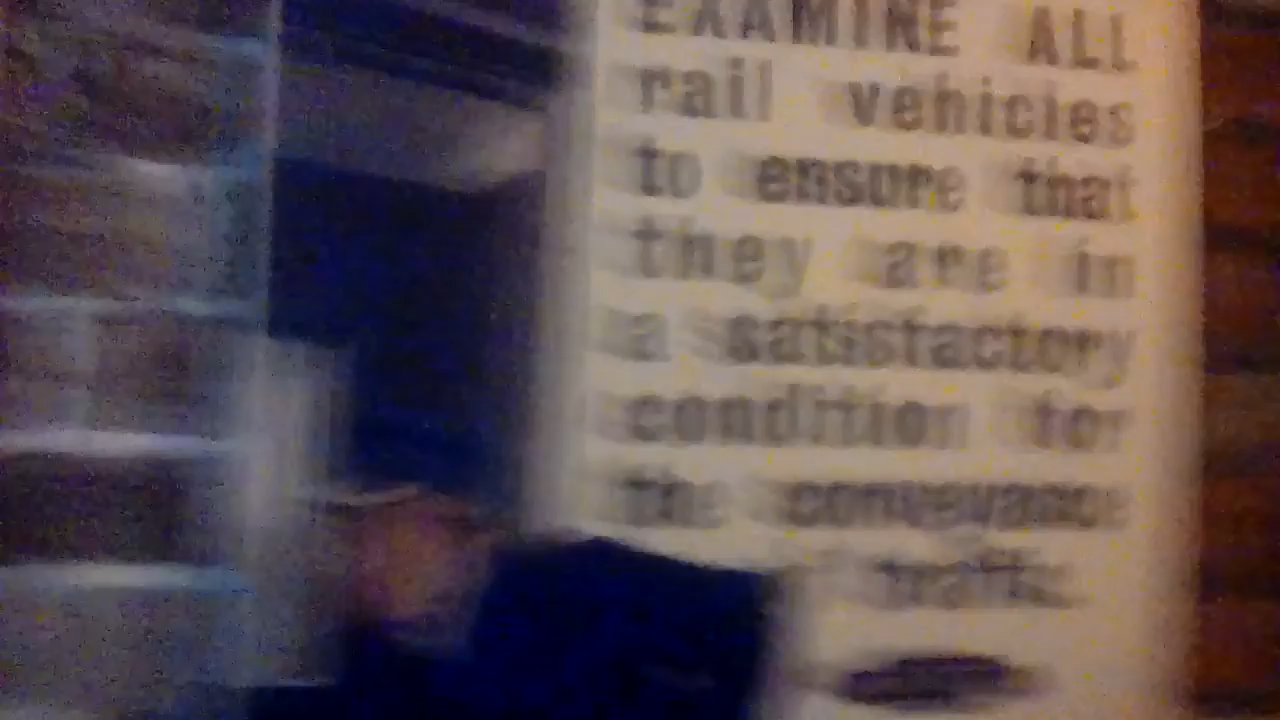 EXAMINE ALL
rail vehicles
to ensure that
they are in
a satisfactory
condition for
the conveyance
traffic